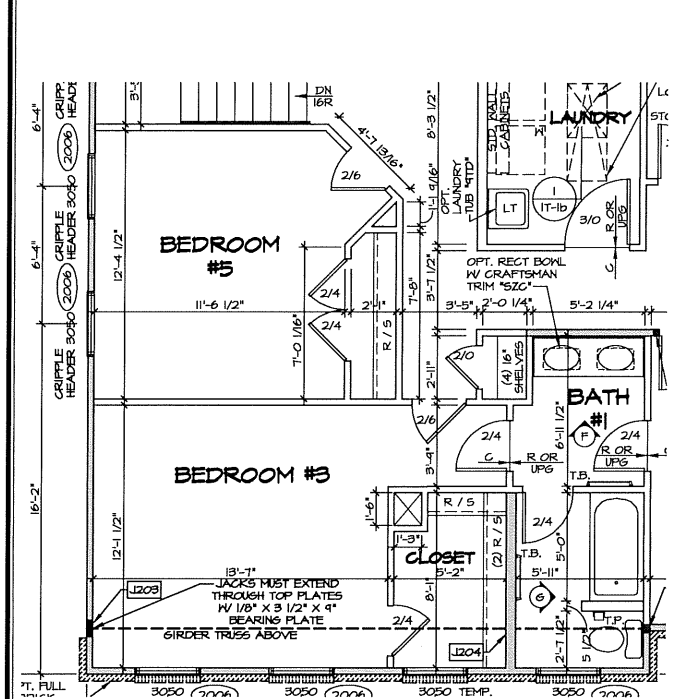 DN
16R
3'-
CRIPP
HEADER 3050
2006
6'-4"
4'-7 13/16"
2/6
8'-3 1/2"
1'-1 9/16"
STD WALL
CABINETS
W
LAUNDRY
OPT.
LAUNDRY
TUB "9TD"
LT
1
1T-1b
3/0
R OR
UPG
C
6'-4"
CRIPPLE
HEADER 3050
2006
BEDROOM
#5
12'-4 1/2"
11'-6 1/2"
2/4
2/4
2'-1"
7'-0 1/16"
R / S
7'-8"
3'-7 1/2"
OPT. RECT BOWL
W/ CRAFTSMAN
TRIM "SZC"
3'-5"
2'-0 1/4"
5'-2 1/4"
CRIPPLE
HEADER 3050
2'-11"
2/0
(4) 16"
SHELVES
BATH
#1
6'-11 1/2"
F
2/4
R OR
UPG
2/6
2/4
C
R OR
UPG
T.B.
3'-4"
BEDROOM #3
16'-2"
12'-1 1/2"
1'-6"
1'-3"
R / S
(2) R / S
CLOSET
2/4
T.B.
5'-0"
13'-7"
5'-2"
5'-11"
8'-1"
J203
JACKS MUST EXTEND
THROUGH TOP PLATES
W/ 1/8" X 3 1/2" X 9"
BEARING PLATE
GIRDER TRUSS ABOVE
2/4
G
T.P.
J204
2'-7 1/2"
5 1/2"
PT. FULL
3050
2006
3050
2006
3050 TEMP.
3050
2006